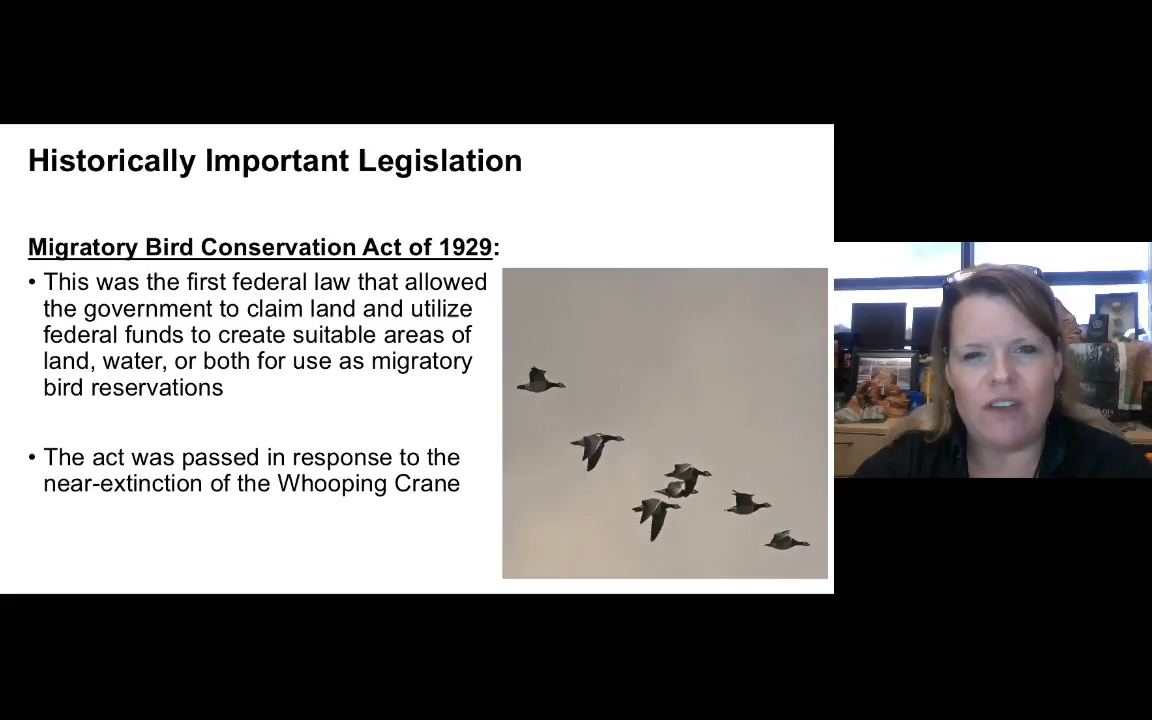 Historically Important Legislation
Migratory Bird Conservation Act of 1929:
• This was the first federal law that allowed
the government to claim land and utilize
federal funds to create suitable areas of
land, water, or both for use as migratory
bird reservations
• The act was passed in response to the
near-extinction of the Whooping Crane